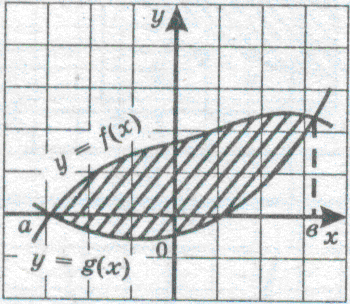 y
y = f(x)
a
0
в
x
y = g(x)